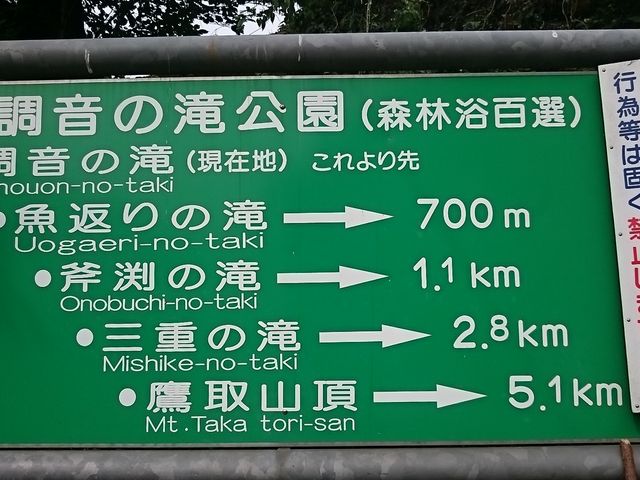 調音の滝公園(森林浴百選)
調音の滝(現在地) これより先
houon-no-taki
●魚返りの滝 → 700m
Uogaeri-no-taki
●斧渕の滝 → 1.1km
Onobuchi-no-taki
●三重の滝 → 2.8km
Mishike-no-taki
●鷹取山頂 → 5.1km
Mt.Taka tori-san
行為等は固く
禁止し